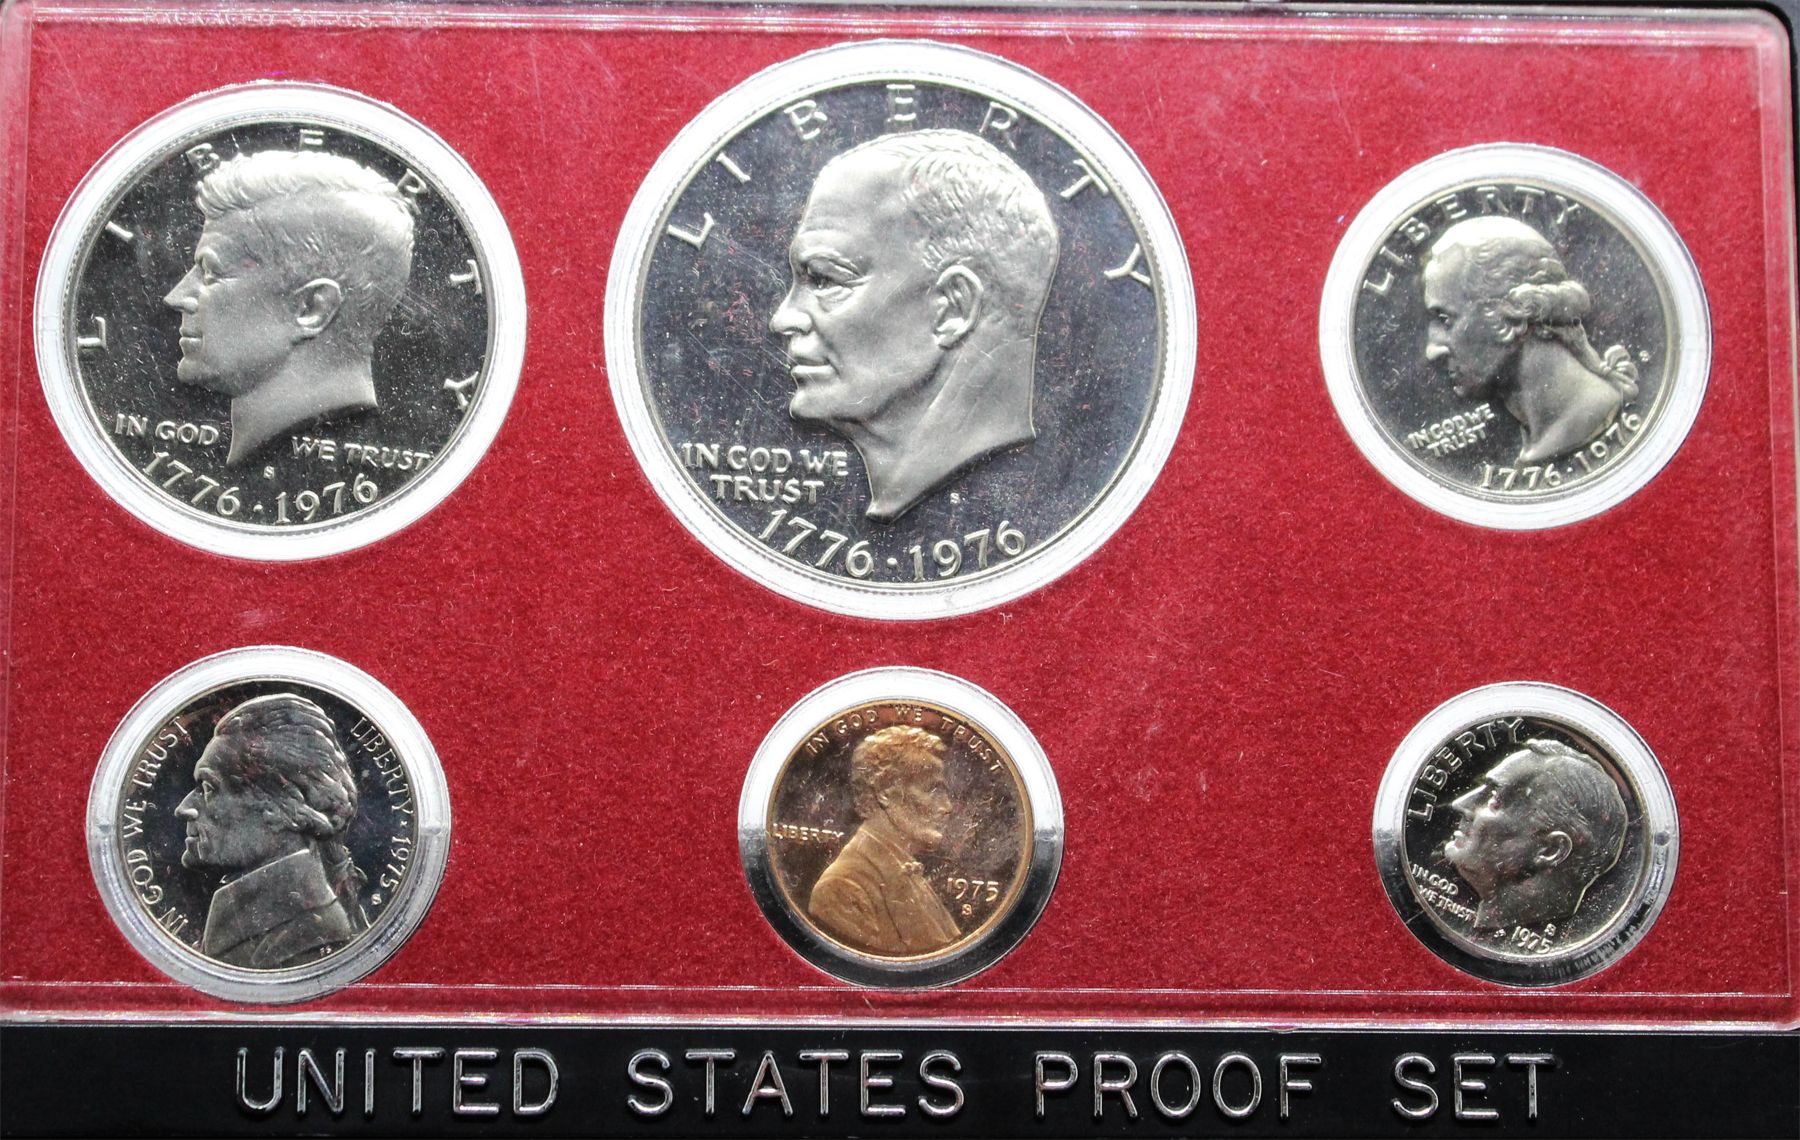 LIBERTY
IN GOD WE TRUST
S
1776 · 1976
LIBERTY
IN GOD WE
TRUST
S
1776 · 1976
LIBERTY
IN GOD WE
TRUST
S
1776 · 1976
IN GOD WE TRUST
LIBERTY · 1975
S
FS
IN GOD WE TRUST
LIBERTY
1975
S
LIBERTY
IN GOD
WE TRUST
JS
S
1975
UNITED STATES PROOF SET